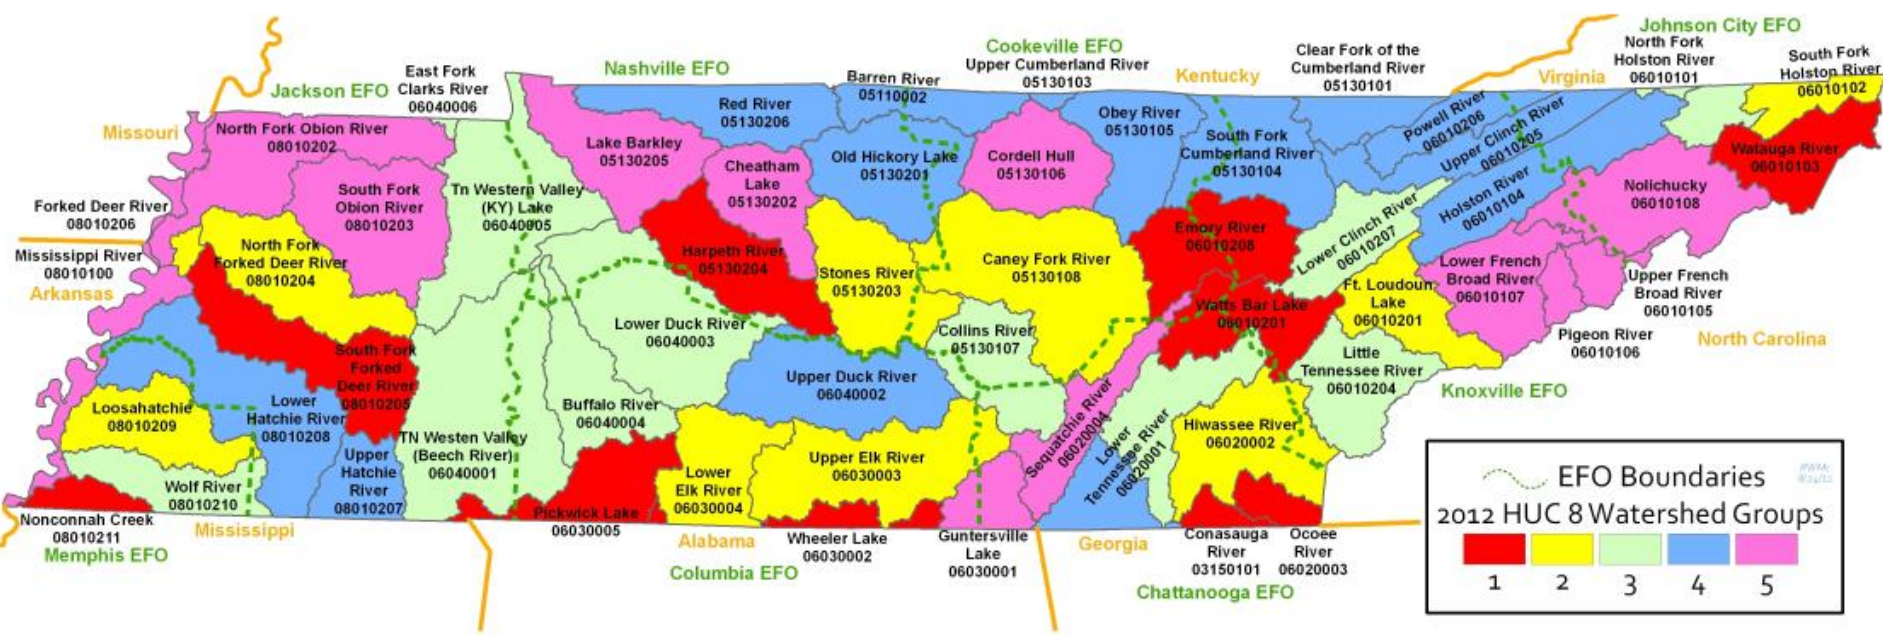 Johnson City EFO
Cookeville EFO
Nashville EFO
Jackson EFO
Missouri
Kentucky
Virginia
East Fork
Clarks River
06040006
Barren River
05110002
Upper Cumberland River
05130103
Clear Fork of the
Cumberland River
05130101
North Fork
Holston River
06010101
South Fork
Holston River
06010102
North Fork Obion River
08010202
Red River
05130206
Obey River
05130105
Powell River
06010206
Upper Clinch River
06010205
Lake Barkley
05130205
Cheatham
Lake
05130202
Old Hickory Lake
05130201
Cordell Hull
05130106
South Fork
Cumberland River
05130104
Watauga River
06010103
South Fork
Obion River
08010203
Tn Western Valley
(KY) Lake
06040005
Holston River
06010104
Nolichucky
06010108
Forked Deer River
08010206
Mississippi River
08010100
Arkansas
North Fork
Forked Deer River
08010204
Harpeth River
05130204
Stones River
05130203
Caney Fork River
05130108
Emory River
06010208
Lower Clinch River
06010207
Lower French
Broad River
06010107
Upper French
Broad River
06010105
Pigeon River
06010106
North Carolina
Ft. Loudoun
Lake
06010201
Watts Bar Lake
06010201
Lower Duck River
06040003
Collins River
05130107
Little
Tennessee River
06010204
Knoxville EFO
South Fork
Forked
Deer River
08010205
Upper Duck River
06040002
Loosahatchie
08010209
Lower
Hatchie River
08010208
Buffalo River
06040004
Sequatchie River
06020004
Lower
Tennessee River
06020001
Hiwassee River
06020002
TN Westen Valley
(Beech River)
06040001
Upper
Hatchie
River
08010207
Upper Elk River
06030003
Lower
Elk River
06030004
Wolf River
08010210
Nonconnah Creek
08010211
Memphis EFO
Mississippi
Pickwick Lake
06030005
Alabama
Columbia EFO
Wheeler Lake
06030002
Guntersville
Lake
06030001
Georgia
Conasauga
River
03150101
Ocoee
River
06020003
Chattanooga EFO
EFO Boundaries
2012 HUC 8 Watershed Groups
1 2 3 4 5